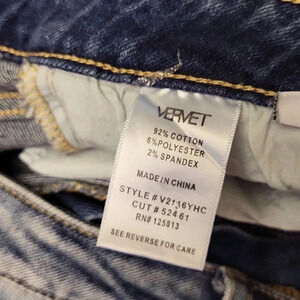 VERVET
92% COTTON
6% POLYESTER
2% SPANDEX
MADE IN CHINA
STYLE # V2116YHC
CUT # 52461
RN# 125813
SEE REVERSE FOR CARE